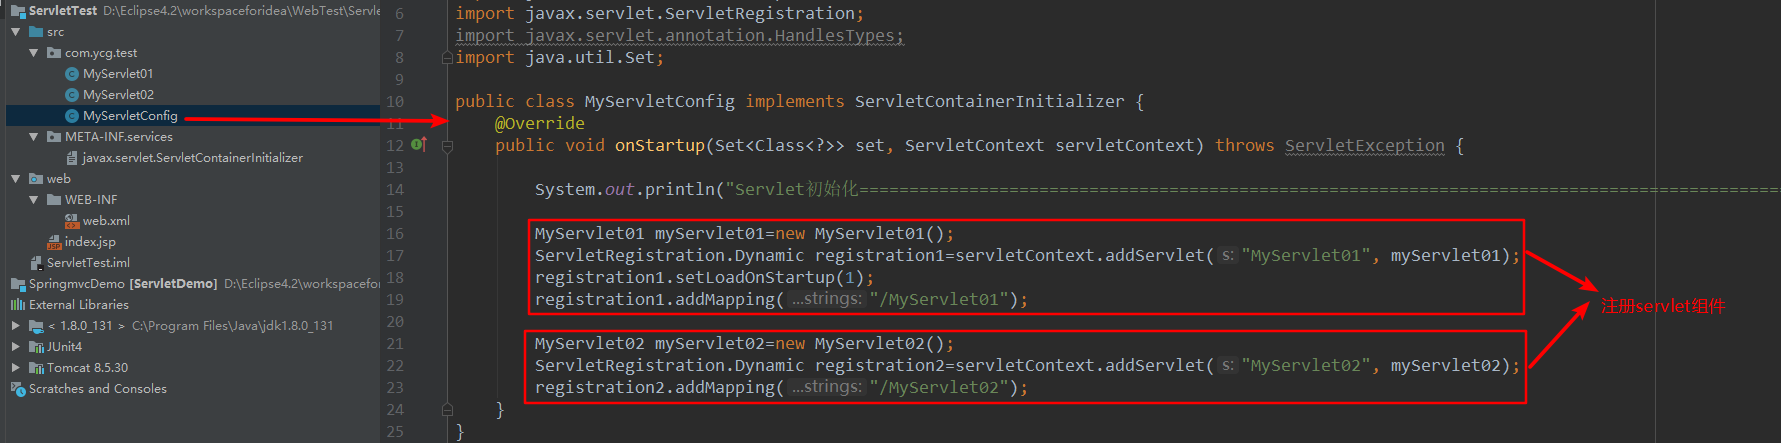 ServletTest D:\Eclipse4.2\workspaceforidea\WebTest\Servle
src
com.ycg.test
MyServlet01
MyServlet02
MyServletConfig
META-INF.services
javax.servlet.ServletContainerInitializer
web
WEB-INF
web.xml
index.jsp
ServletTest.iml
SpringmvcDemo [ServletDemo] D:\Eclipse4.2\workspacefor
External Libraries
< 1.8.0_131 > C:\Program Files\Java\jdk1.8.0_131
JUnit4
Tomcat 8.5.30
Scratches and Consoles
6 import javax.servlet.ServletRegistration;
7 import javax.servlet.annotation.HandlesTypes;
8 import java.util.Set;
9
10 public class MyServletConfig implements ServletContainerInitializer {
11 @Override
12 public void onStartup(Set<Class<?>> set, ServletContext servletContext) throws ServletException {
13
14 System.out.println("Servlet初始化============================================================================================
15
16 MyServlet01 myServlet01=new MyServlet01();
17 ServletRegistration.Dynamic registration1=servletContext.addServlet( s: "MyServlet01", myServlet01);
18 registration1.setLoadOnStartup(1);
19 registration1.addMapping( ...strings: "/MyServlet01");
20
21 MyServlet02 myServlet02=new MyServlet02();
22 ServletRegistration.Dynamic registration2=servletContext.addServlet( s: "MyServlet02", myServlet02);
23 registration2.addMapping( ...strings: "/MyServlet02");
24 }
25 }
注册servlet组件